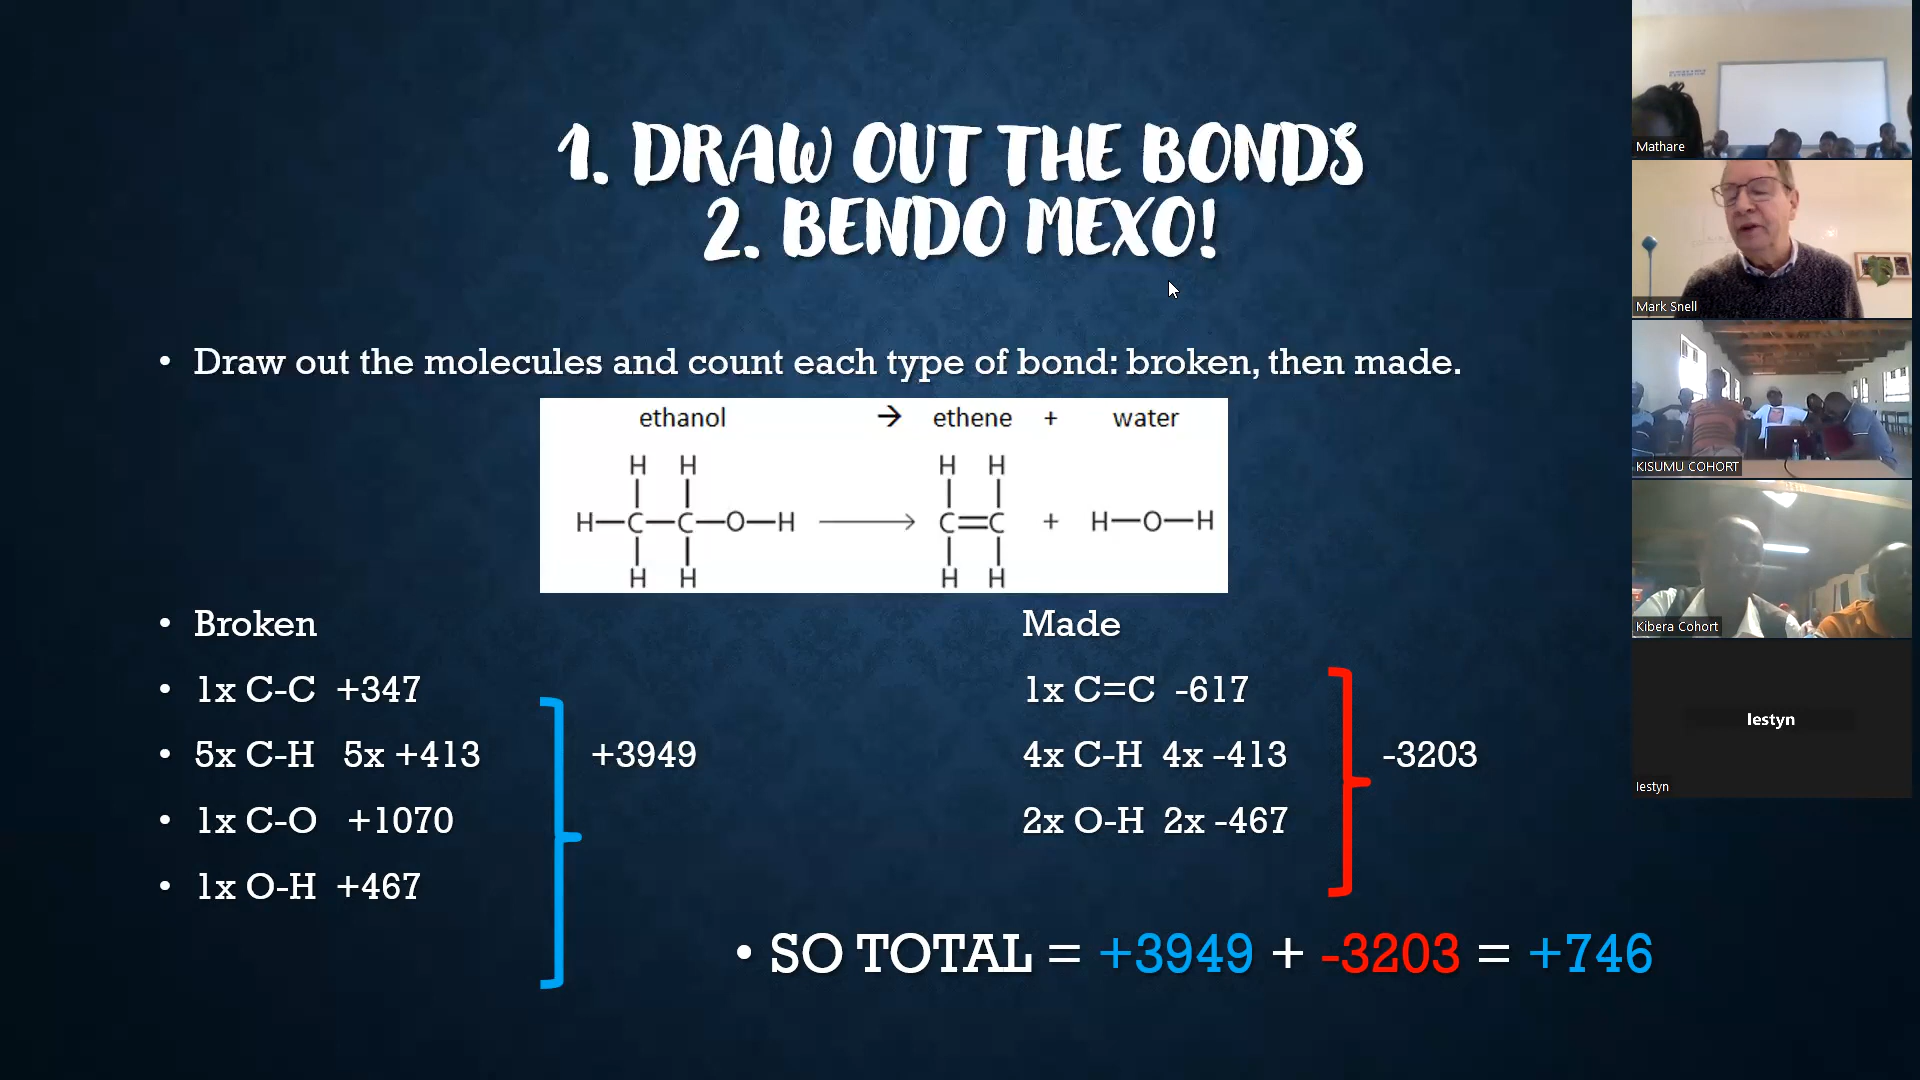 1. DRAW OUT THE BONDS
2. BENDO MEXO!
• Draw out the molecules and count each type of bond: broken, then made.
ethanol → ethene + water
H H H H
H—C—C—O—H ⟶ C=C + H—O—H
H H H H
• Broken
• 1x C-C +347
• 5x C-H 5x +413
• 1x C-O +1070
• 1x O-H +467
+3949
Made
1x C=C -617
4x C-H 4x -413
2x O-H 2x -467
-3203
• SO TOTAL = +3949 + -3203 = +746
Mathare
Mark Snell
KISUMU COHORT
Kibera Cohort
Iestyn
Iestyn